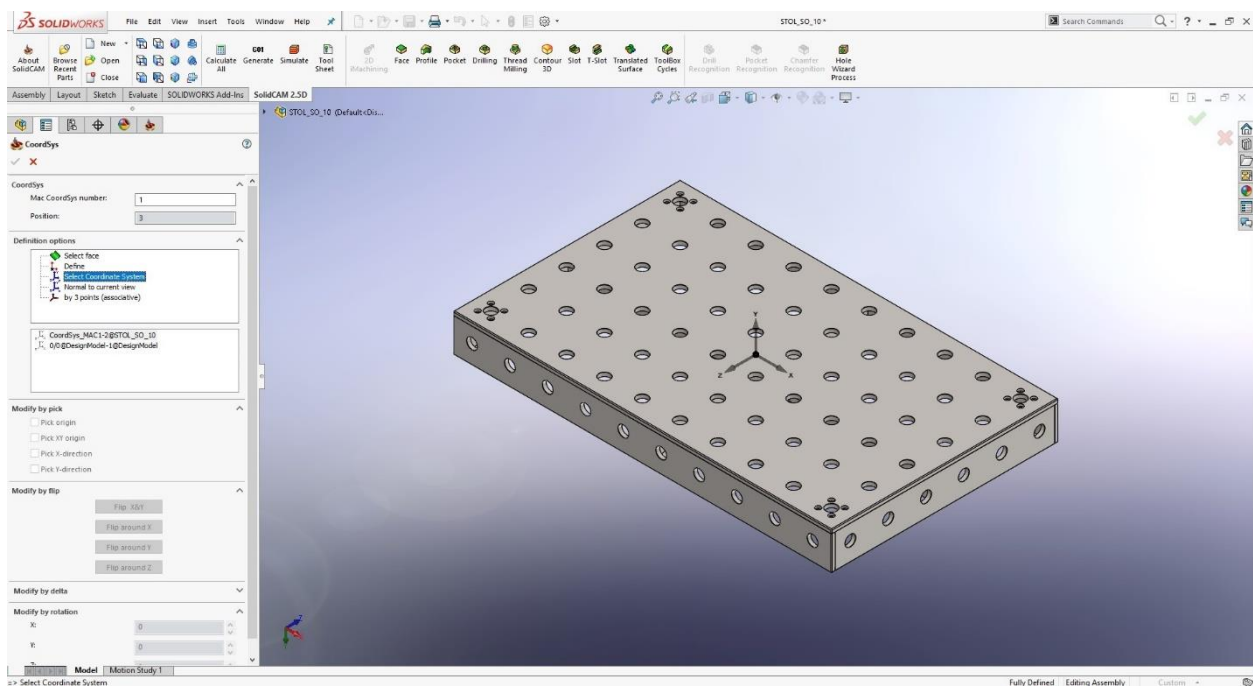 SOLIDWORKS File Edit View Insert Tools Window Help STOL_SO_10 * Search Commands
About SolidCAM Browse Recent Parts New Open Close Calculate All G01 Generate Simulate Tool Sheet 2D iMachining Face Profile Pocket Drilling Thread Milling Contour 3D Slot T-Slot Translated Surface ToolBox Cycles Drill Recognition Pocket Recognition Chamfer Recognition Hole Wizard Process
Assembly Layout Sketch Evaluate SOLIDWORKS Add-Ins SolidCAM 2.5D
STOL_SO_10 (Default<Dis...
CoordSys
CoordSys
Mac CoordSys number: 1
Position: 3
Definition options
Select face
Define
Select Coordinate System
Normal to current view
by 3 points (associative)
CoordSys_MAC1-2@STOL_SO_10
0/0@DesignModel-1@DesignModel
Modify by pick
Pick origin
Pick XY origin
Pick X-direction
Pick Y-direction
Modify by flip
Flip X&Y
Flip around X
Flip around Y
Flip around Z
Modify by delta
Modify by rotation
X: 0
Y: 0
Y
Z X
Model Motion Study 1
=> Select Coordinate System Fully Defined Editing Assembly Custom